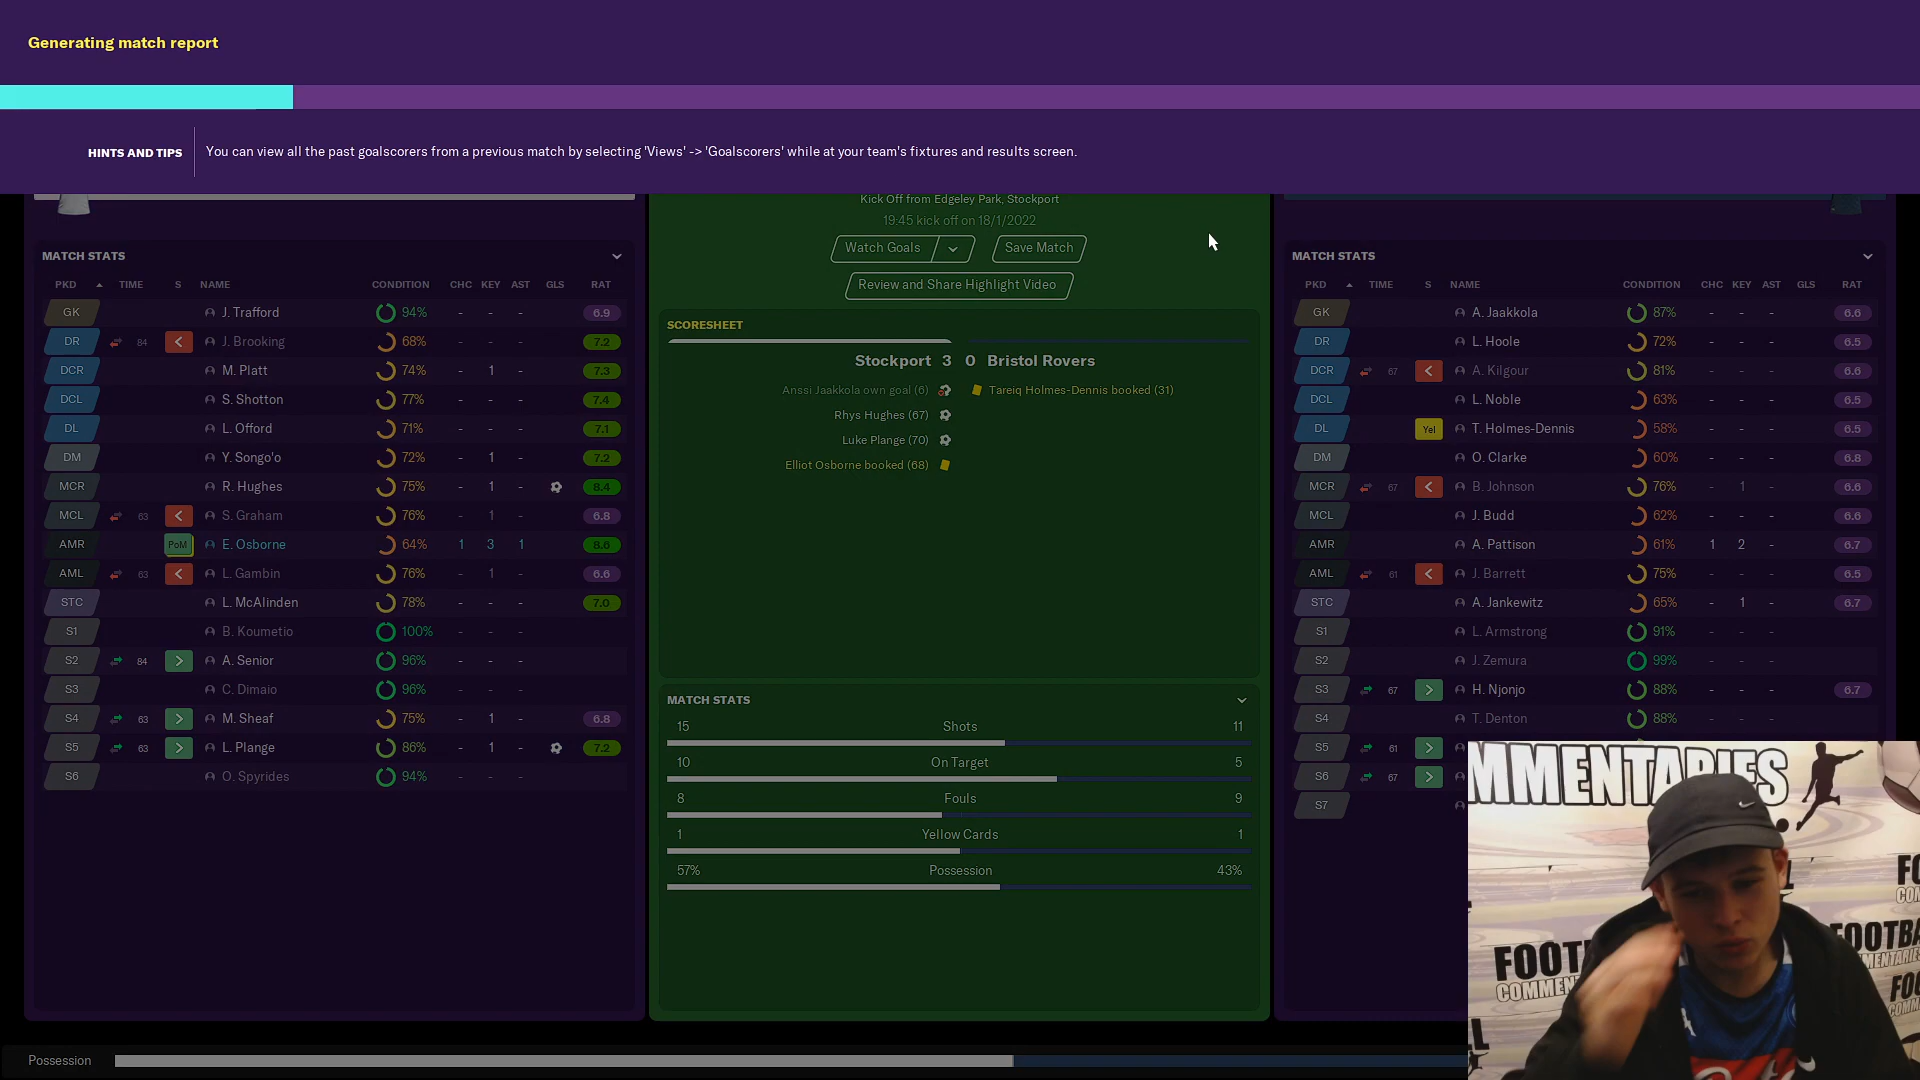 Generating match report
HINTS AND TIPS You can view all the past goalscorers from a previous match by selecting 'Views' -> 'Goalscorers' while at your team's fixtures and results screen.
Kick Off from Edgeley Park, Stockport
19:45 kick off on 18/1/2022
Watch Goals Save Match
Review and Share Highlight Video
MATCH STATS
PKD TIME S NAME CONDITION CHC KEY AST GLS RAT
GK J. Trafford 94% - - - 6.9
DR 84 J. Brooking 68% - - - 7.2
DCR M. Platt 74% - 1 - 7.3
DCL S. Shotton 77% - - - 7.4
DL L. Offord 71% - - - 7.1
DM Y. Songo'o 72% - 1 - 7.2
MCR R. Hughes 75% - 1 - 8.4
MCL 63 S. Graham 76% - 1 - 6.8
AMR PoM E. Osborne 64% 1 3 1 8.6
AML 63 L. Gambin 76% - 1 - 6.6
STC L. McAlinden 78% - - - 7.0
S1 B. Koumetio 100% - - -
S2 84 A. Senior 96% - - -
S3 C. Dimaio 96% - - -
S4 63 M. Sheaf 75% - 1 - 6.8
S5 63 L. Plange 86% - 1 - 7.2
S6 O. Spyrides 94% - - -
SCORESHEET
Stockport 3 0 Bristol Rovers
Anssi Jaakkola own goal (6) Tareiq Holmes-Dennis booked (31)
Rhys Hughes (67)
Luke Plange (70)
Elliot Osborne booked (68)
MATCH STATS
15 Shots 11
10 On Target 5
8 Fouls 9
1 Yellow Cards 1
57% Possession 43%
MATCH STATS
PKD TIME S NAME CONDITION CHC KEY AST GLS RAT
GK A. Jaakkola 87% - - - 6.6
DR L. Hoole 72% - - - 6.5
DCR 67 A. Kilgour 81% - - - 6.6
DCL L. Noble 63% - - - 6.5
DL Yel T. Holmes-Dennis 58% - - - 6.5
DM O. Clarke 60% - - - 6.8
MCR 67 B. Johnson 76% - 1 - 6.6
MCL J. Budd 62% - - - 6.6
AMR A. Pattison 61% 1 2 - 6.7
AML 61 J. Barrett 75% - - - 6.5
STC A. Jankewitz 65% - 1 - 6.7
S1 L. Armstrong 91% - - -
S2 J. Zemura 99% - - -
S3 67 H. Njonjo 88% - - - 6.7
S4 T. Denton 88% - - -
S5 61
S6 67
S7
MMENTARIES
FOOT
COMMEN
FOOTBA
MENTARIES
Possession